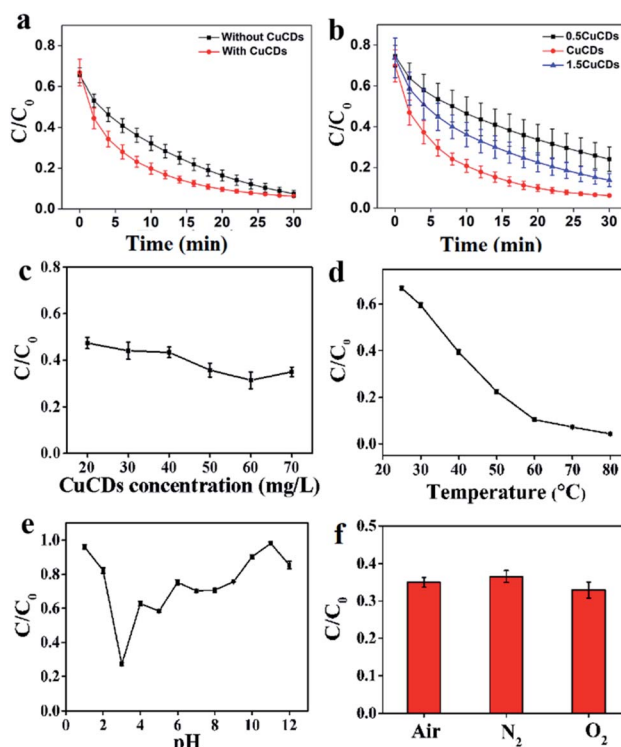 a
Without CuCDs
With CuCDs
C/C0
0.8
0.6
0.4
0.2
0.0
0 5 10 15 20 25 30
Time (min)
b
0.5CuCDs
CuCDs
1.5CuCDs
C/C0
0.8
0.6
0.4
0.2
0.0
0 5 10 15 20 25 30
Time (min)
c
C/C0
0.8
0.6
0.4
0.2
0.0
20 30 40 50 60 70
CuCDs concentration (mg/L)
d
C/C0
0.6
0.4
0.2
0.0
20 30 40 50 60 70 80
Temperature (°C)
e
C/C0
1.0
0.8
0.6
0.4
0.2
0.0
0 2 4 6 8 10 12
pH
f
C/C0
0.5
0.4
0.3
0.2
0.1
0.0
Air N2 O2